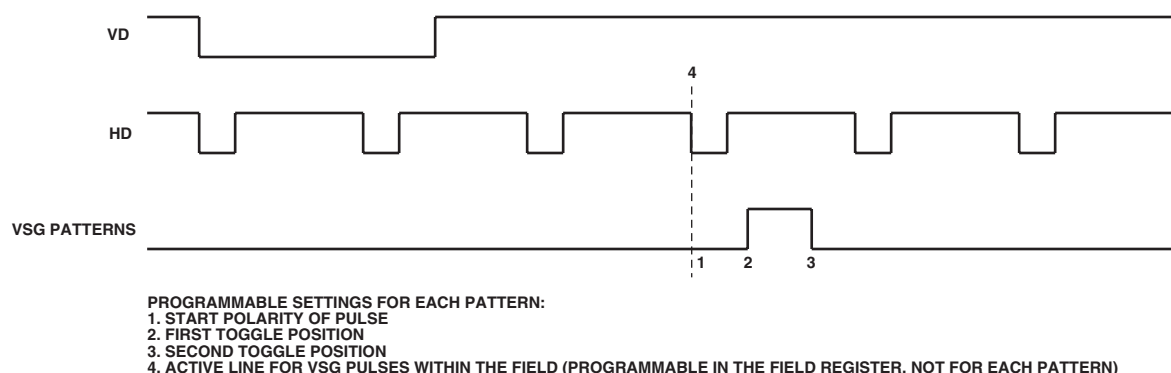 VD
4
HD
VSG PATTERNS
1 2 3
PROGRAMMABLE SETTINGS FOR EACH PATTERN:
1. START POLARITY OF PULSE
2. FIRST TOGGLE POSITION
3. SECOND TOGGLE POSITION
4. ACTIVE LINE FOR VSG PULSES WITHIN THE FIELD (PROGRAMMABLE IN THE FIELD REGISTER, NOT FOR EACH PATTERN)